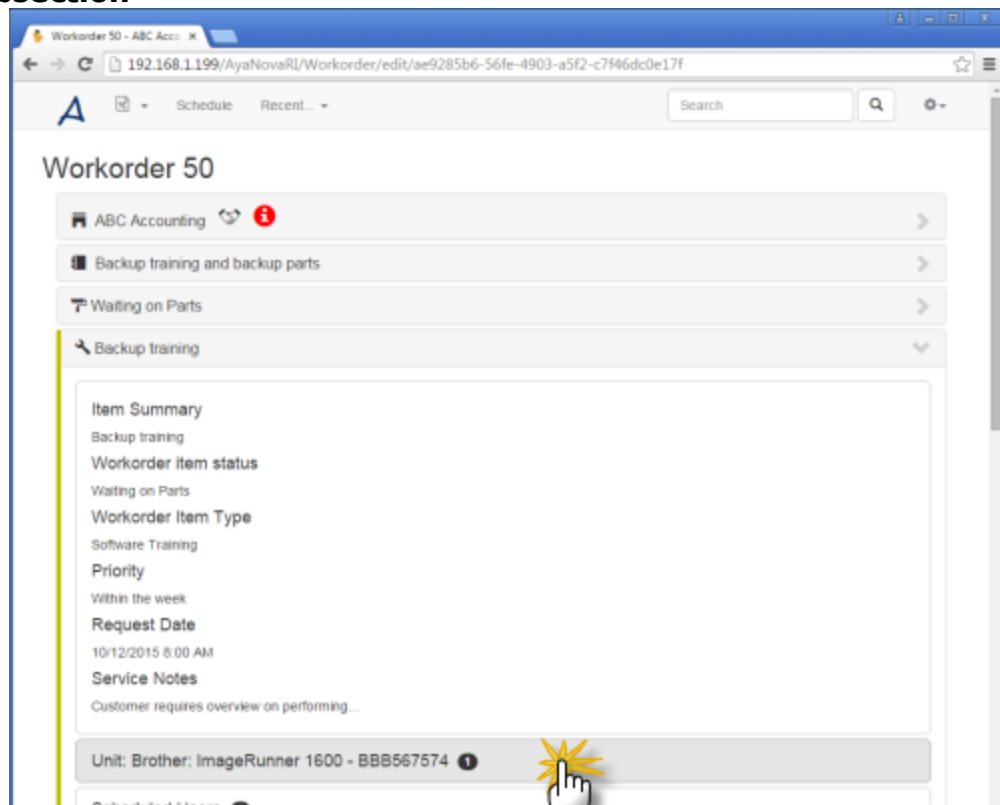 Workorder 50 - ABC Acco
192.168.1.199/AyaNovaRI/Workorder/edit/ae9285b6-56fe-4903-a5f2-c7f46dc0e17f
Schedule Recent... Search
Workorder 50
ABC Accounting
Backup training and backup parts
Waiting on Parts
Backup training
Item Summary
Backup training
Workorder item status
Waiting on Parts
Workorder Item Type
Software Training
Priority
Within the week
Request Date
10/12/2015 8:00 AM
Service Notes
Customer requires overview on performing...
Unit: Brother: ImageRunner 1600 - BBB567574 1